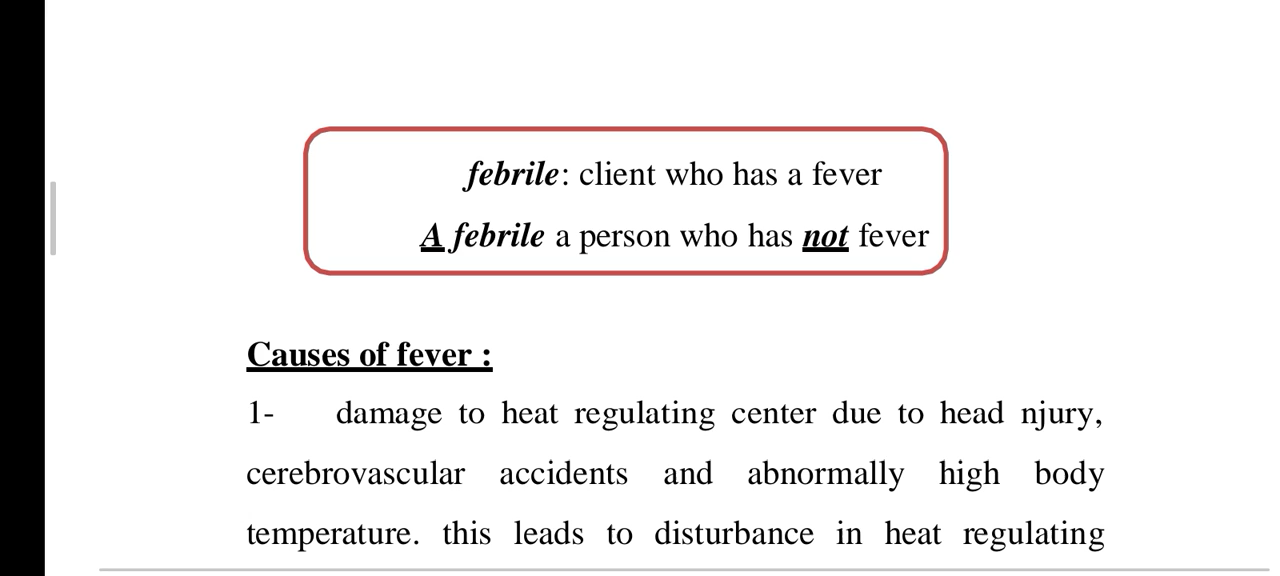 febrile: client who has a fever
A febrile a person who has not fever
Causes of fever :
1- damage to heat regulating center due to head njury,
cerebrovascular accidents and abnormally high body
temperature. this leads to disturbance in heat regulating